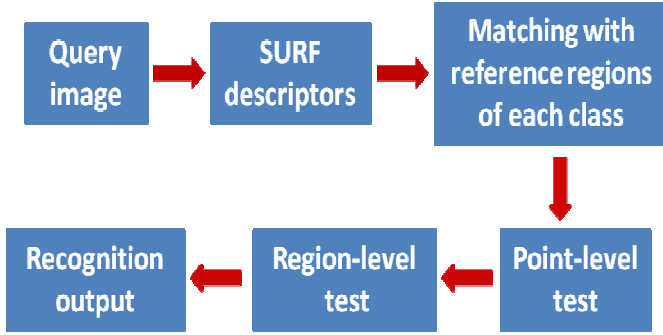 Query
image
SURF
descriptors
Matching with
reference regions
of each class
Point-level
test
Region-level
test
Recognition
output